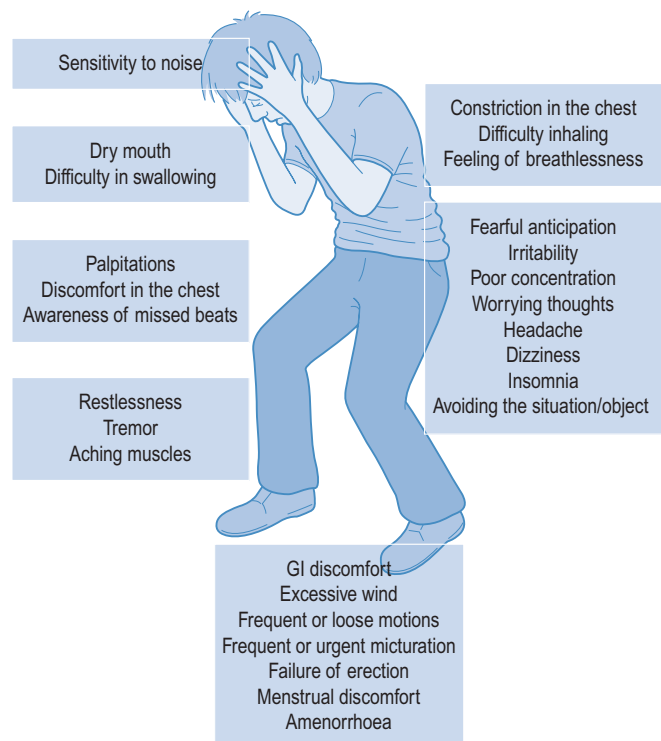 Sensitivity to noise
Dry mouth
Difficulty in swallowing
Palpitations
Discomfort in the chest
Awareness of missed beats
Restlessness
Tremor
Aching muscles
Constriction in the chest
Difficulty inhaling
Feeling of breathlessness
Fearful anticipation
Irritability
Poor concentration
Worrying thoughts
Headache
Dizziness
Insomnia
Avoiding the situation/object
GI discomfort
Excessive wind
Frequent or loose motions
Frequent or urgent micturation
Failure of erection
Menstrual discomfort
Amenorrhoea